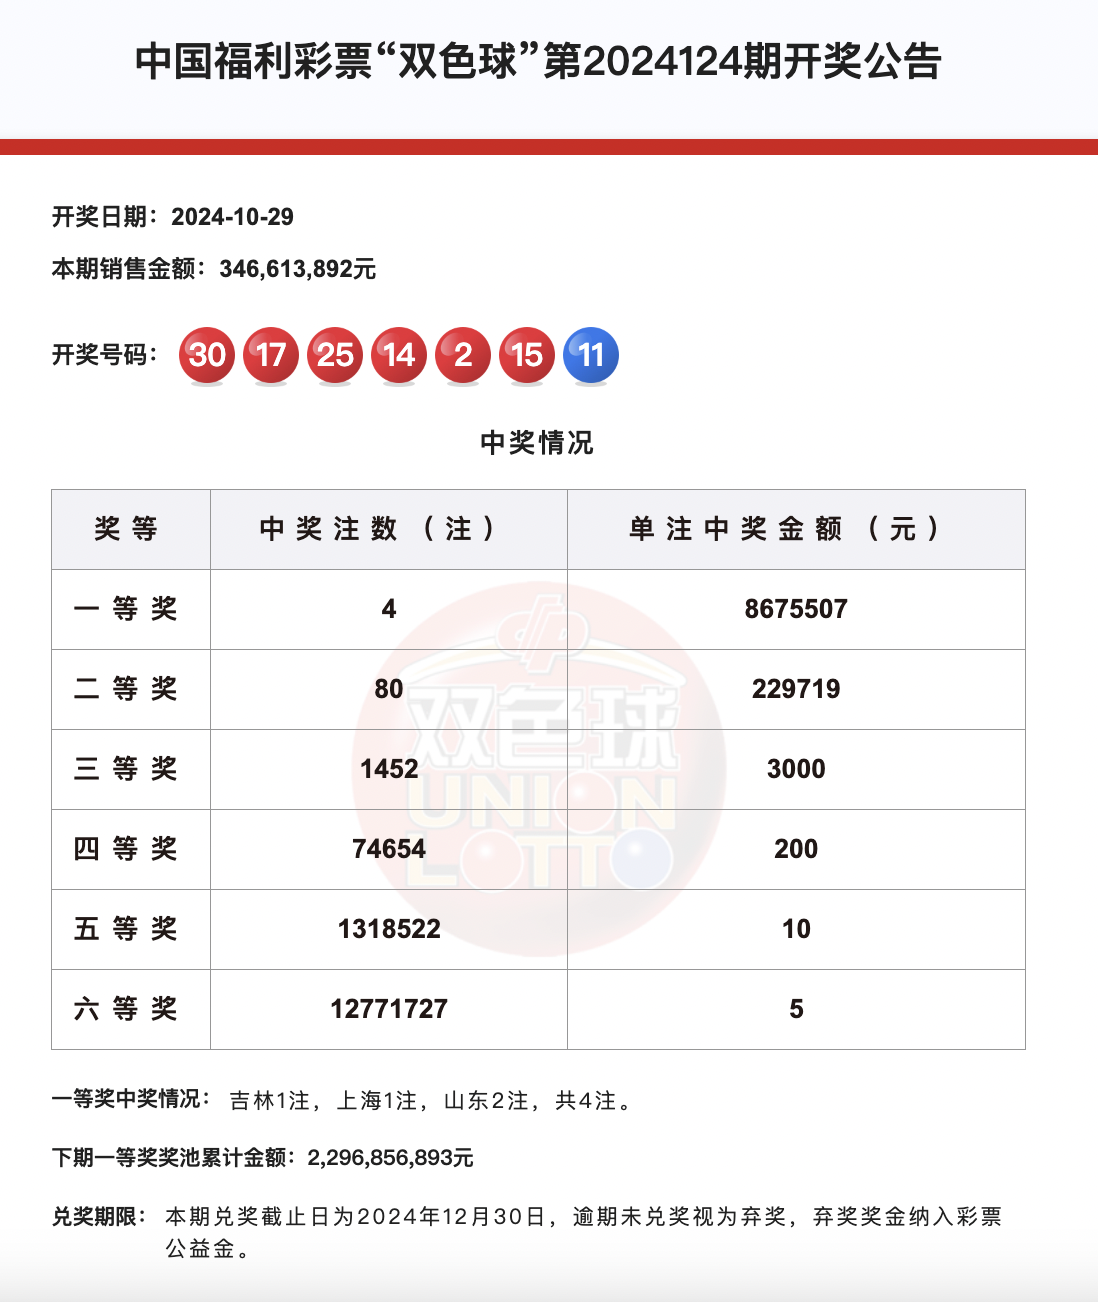 中国福利彩票“双色球”第2024124期开奖公告
开奖日期：2024-10-29
本期销售金额：346,613,892元
开奖号码： 30 17 25 14 2 15 11
中奖情况
奖等 中奖注数（注） 单注中奖金额（元）
一等奖 4 8675507
二等奖 80 229719
三等奖 1452 3000
四等奖 74654 200
五等奖 1318522 10
六等奖 12771727 5
双色球
UNION
LOTTO
一等奖中奖情况： 吉林1注，上海1注，山东2注，共4注。
下期一等奖奖池累计金额：2,296,856,893元
兑奖期限： 本期兑奖截止日为2024年12月30日，逾期未兑奖视为弃奖，弃奖奖金纳入彩票
公益金。